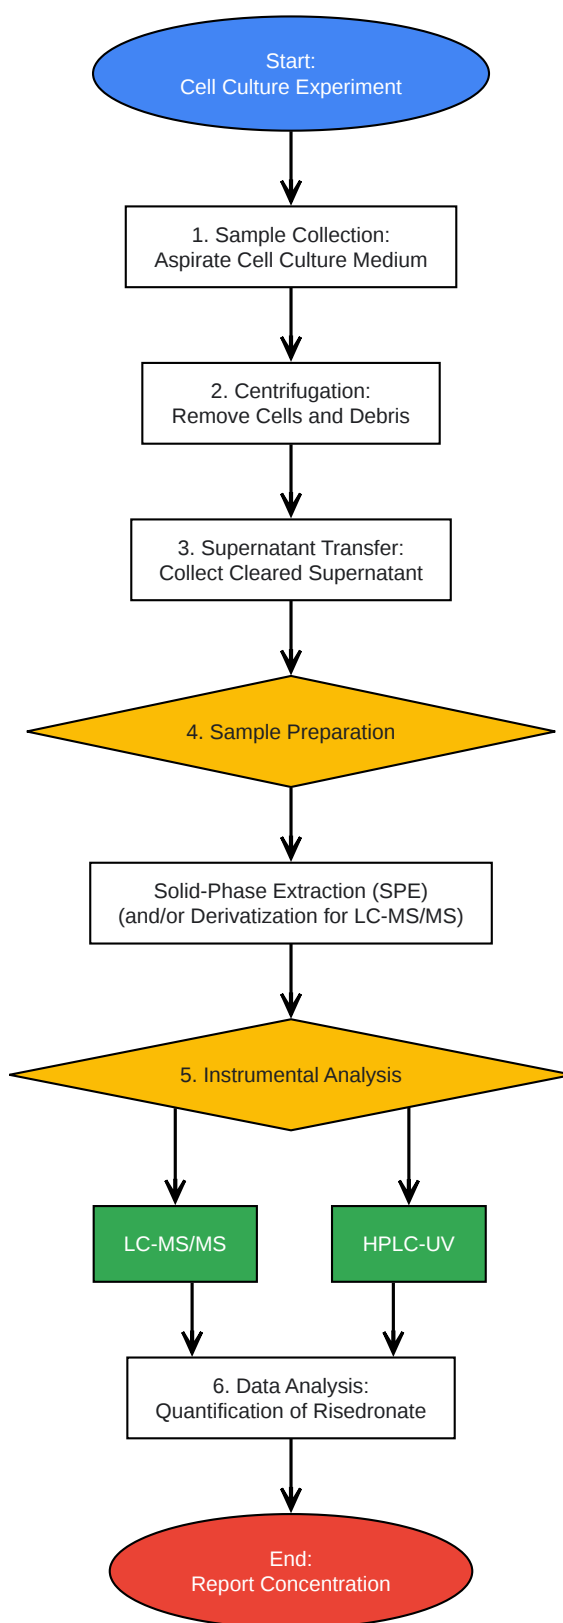 Start:
Cell Culture Experiment
1. Sample Collection:
Aspirate Cell Culture Medium
2. Centrifugation:
Remove Cells and Debris
3. Supernatant Transfer:
Collect Cleared Supernatant
4. Sample Preparation
Solid-Phase Extraction (SPE)
(and/or Derivatization for LC-MS/MS)
5. Instrumental Analysis
LC-MS/MS
HPLC-UV
6. Data Analysis:
Quantification of Risedronate
End:
Report Concentration